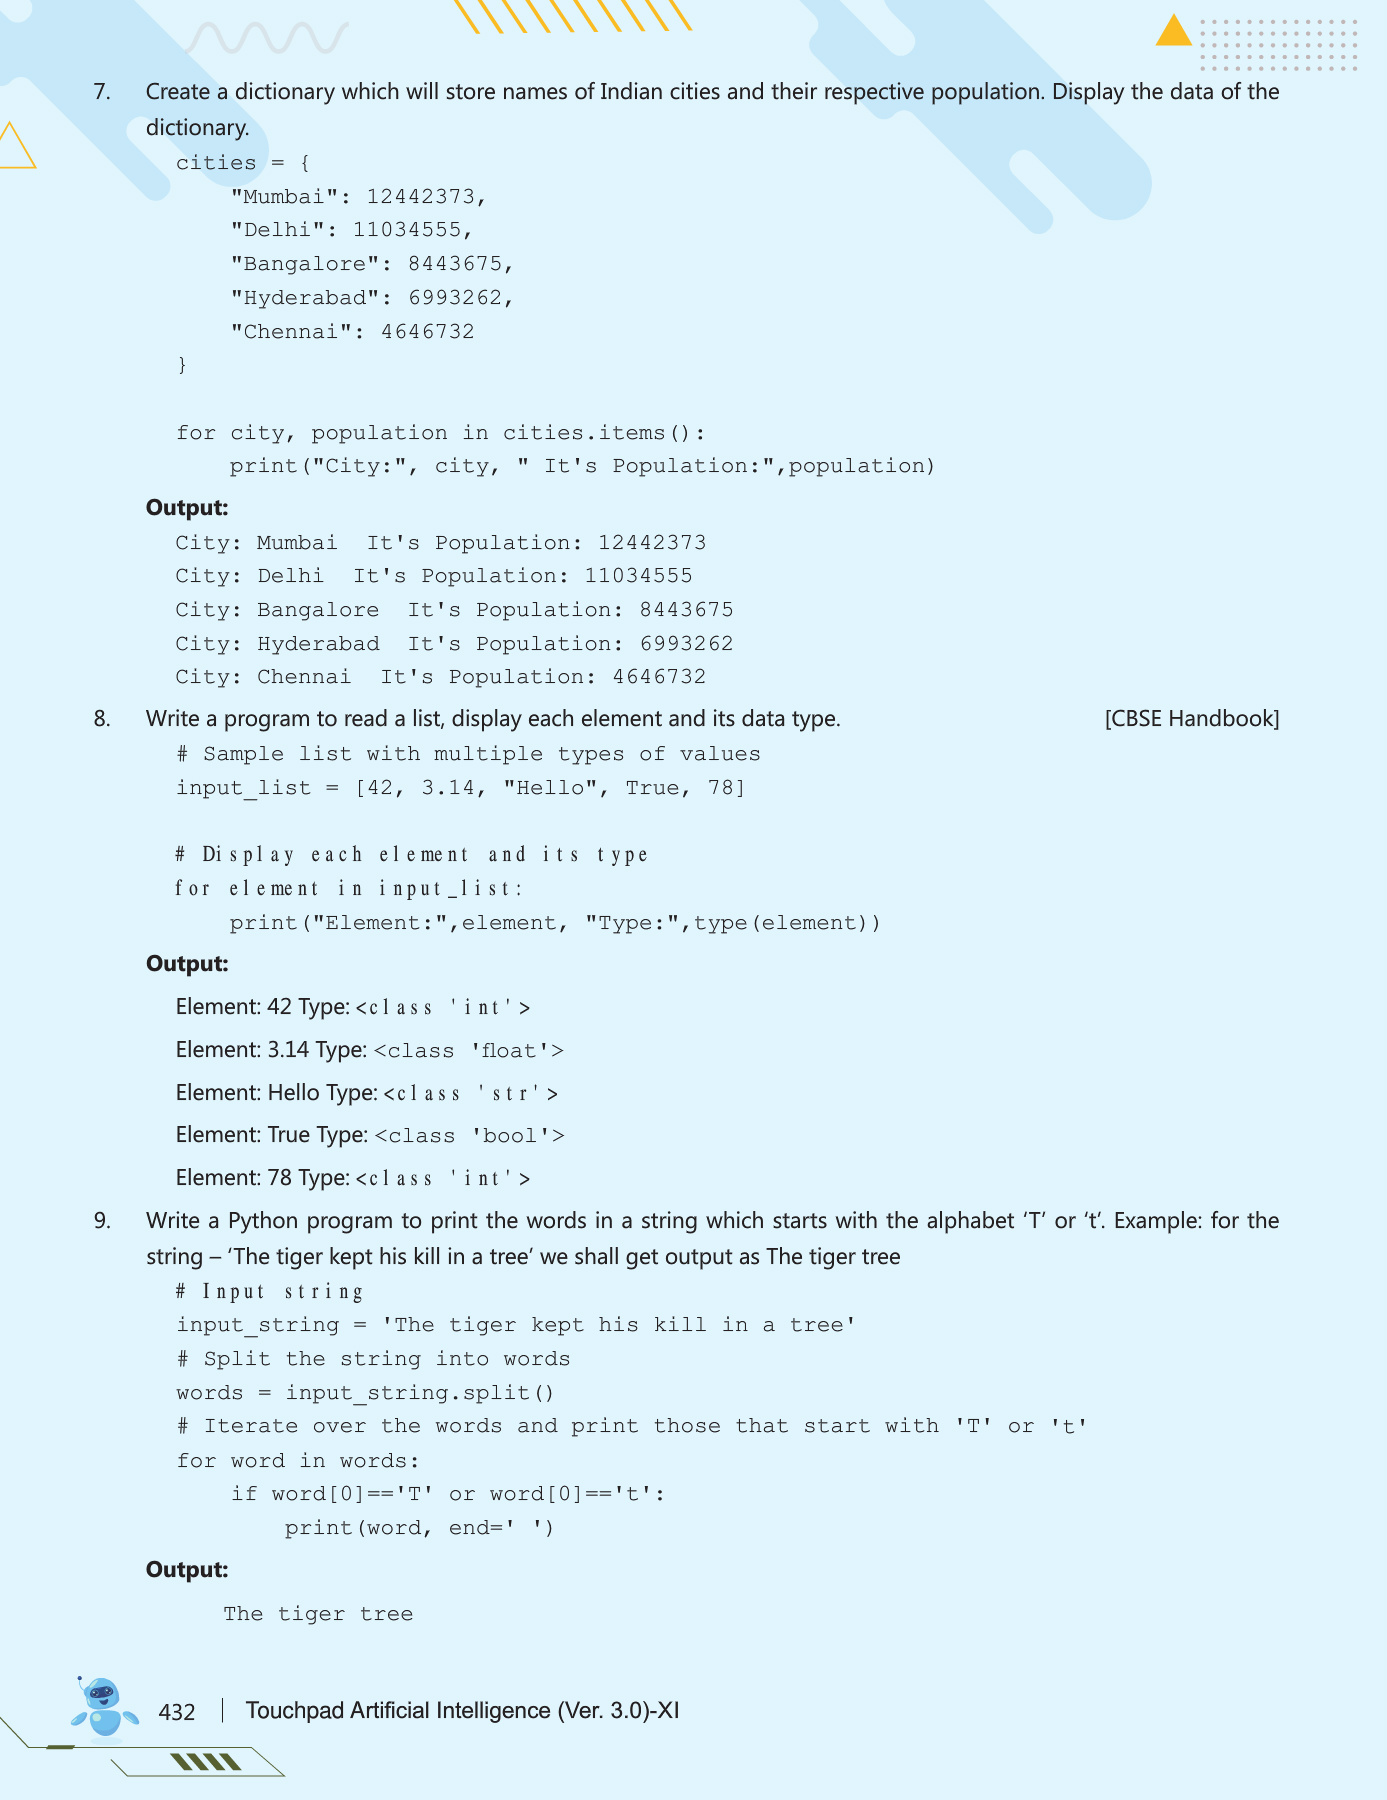 7. Create a dictionary which will store names of Indian cities and their respective population. Display the data of the
dictionary.
cities = {
    "Mumbai": 12442373,
    "Delhi": 11034555,
    "Bangalore": 8443675,
    "Hyderabad": 6993262,
    "Chennai": 4646732
}
for city, population in cities.items():
    print("City:", city, " It's Population:",population)
Output:
City: Mumbai  It's Population: 12442373
City: Delhi  It's Population: 11034555
City: Bangalore  It's Population: 8443675
City: Hyderabad  It's Population: 6993262
City: Chennai  It's Population: 4646732
8. Write a program to read a list, display each element and its data type. [CBSE Handbook]
# Sample list with multiple types of values
input_list = [42, 3.14, "Hello", True, 78]
# Display each element and its type
for element in input_list:
    print("Element:",element, "Type:",type(element))
Output:
Element: 42 Type: <class 'int'>
Element: 3.14 Type: <class 'float'>
Element: Hello Type: <class 'str'>
Element: True Type: <class 'bool'>
Element: 78 Type: <class 'int'>
9. Write a Python program to print the words in a string which starts with the alphabet ‘T’ or ‘t’. Example: for the
string – ‘The tiger kept his kill in a tree’ we shall get output as The tiger tree
# Input string
input_string = 'The tiger kept his kill in a tree'
# Split the string into words
words = input_string.split()
# Iterate over the words and print those that start with 'T' or 't'
for word in words:
    if word[0]=='T' or word[0]=='t':
        print(word, end=' ')
Output:
The tiger tree
432 | Touchpad Artificial Intelligence (Ver. 3.0)-XI